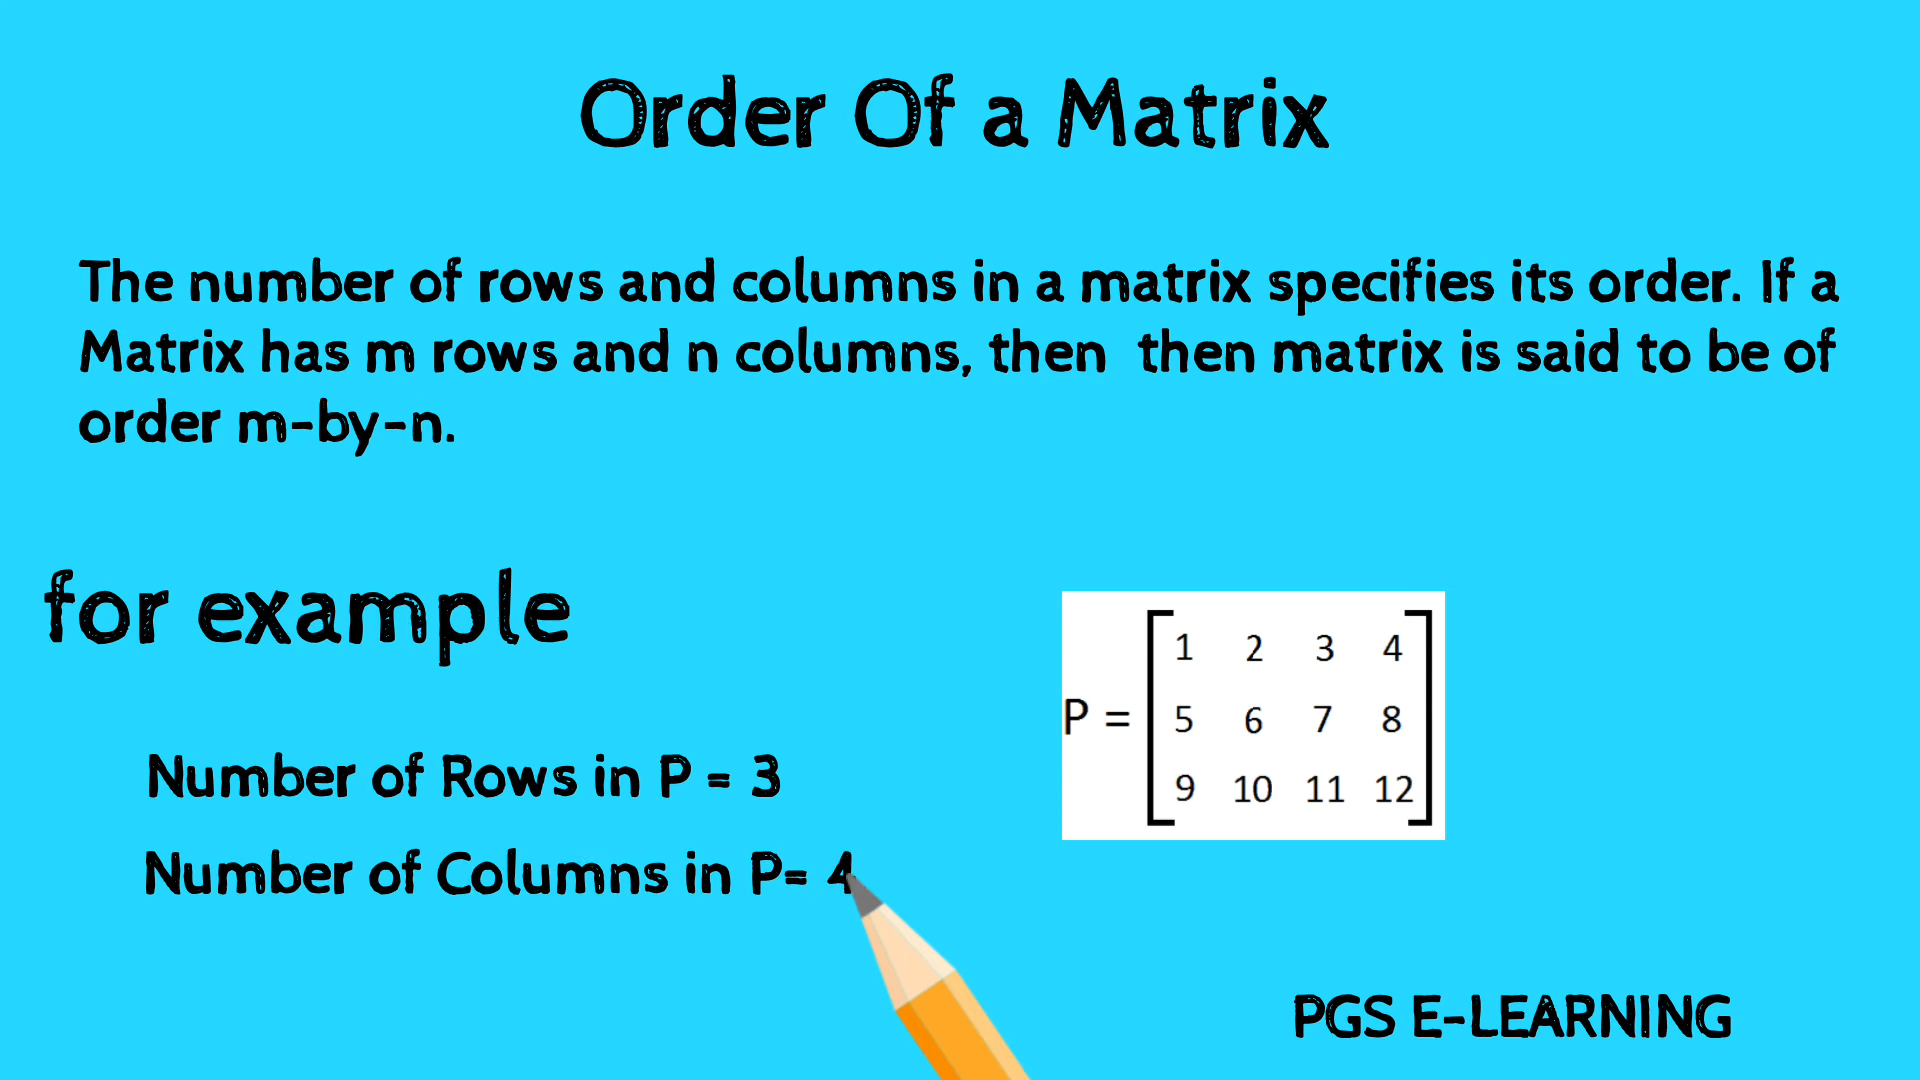 Order Of a Matrix
The number of rows and columns in a matrix specifies its order. If a
Matrix has m rows and n columns, then then matrix is said to be of
order m-by-n.
for example
Number of Rows in P = 3
Number of Columns in P= 4
1 2 3 4
P = 5 6 7 8
9 10 11 12
PGS E-LEARNING